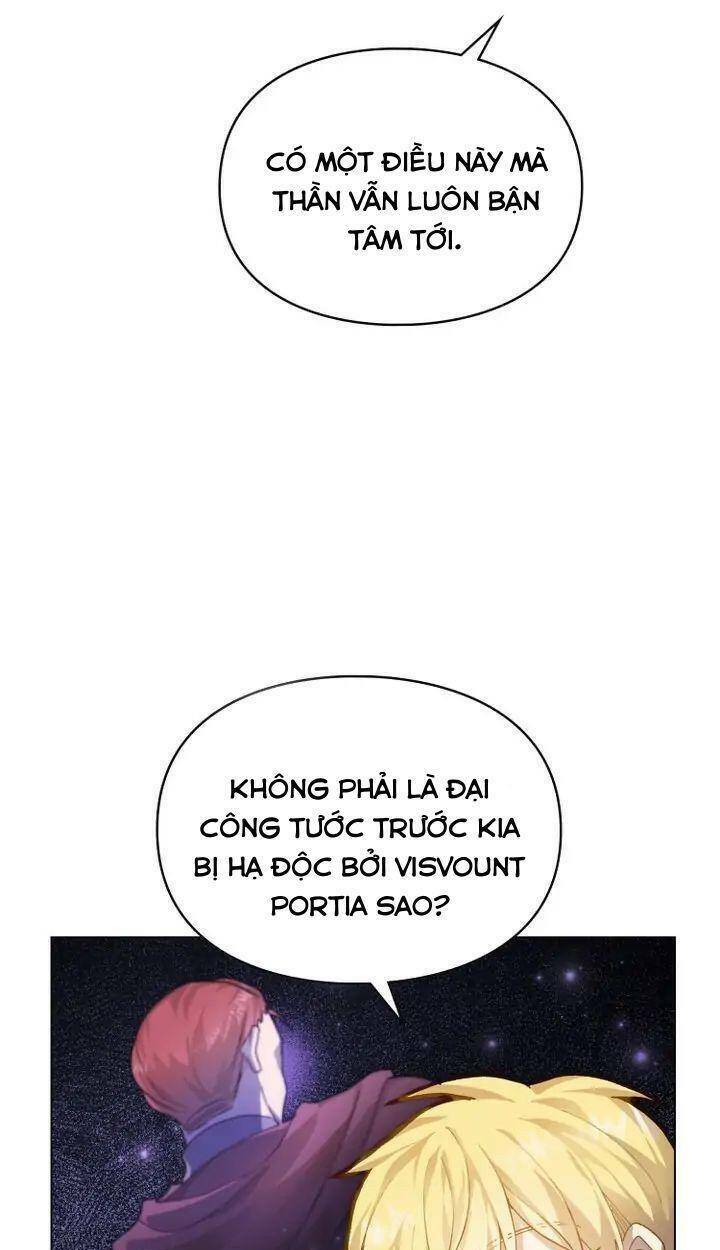 CÓ MỘT ĐIỀU NÀY MÀ
THẦN VẪN LUÔN BẬN
TÂM TỚI.
KHÔNG PHẢI LÀ ĐẠI
CÔNG TƯỚC TRƯỚC KIA
BỊ HẠ ĐỘC BỞI VISVOUNT
PORTIA SAO?